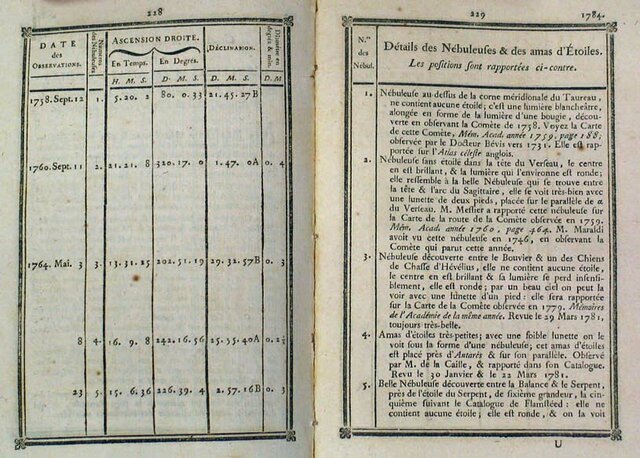 228
DATE
des
OBSERVATIONS.
Numéros
des Nébuleuses
ASCENSION DROITE.
En Temps.
En Degrés.
DÉCLINAISON.
Diamètre en
degrés & min.
H. M. S.
D. M. S.
D. M. S.
D. M
1758. Sept. 12 1. 5. 20. 2 80. 0. 33 21. 45. 27B
1760. Sept. 11 2. 21. 21. 8 320. 17. 0 1. 47. 0A 0. 4
1764. Mai. 3 3. 13. 31. 25 202. 51. 19 29. 32. 57B 0. 3
8 4. 16. 9. 8 242. 16. 56 25. 55. 40A 0. 2½
23 5. 15. 6. 36 226. 39. 4 2. 57. 16B 0. 3
229
1784.
N.os
des
Nébul.
Détails des Nébuleuſes & des amas d'Étoiles.
Les poſitions ſont rapportées ci-contre.
1. Nébuleuſe au deſſus de la corne méridionale du Taureau,
ne contient aucune étoile; c'eſt une lumière blancheâtre,
alongée en forme de la lumière d'une bougie, décou-
verte en obſervant la Comète de 1758. Voyez la Carte
de cette Comète, Mém. Acad. année 1759, page 188;
obſervée par le Docteur Bévis vers 1731. Elle eſt rap-
portée ſur l'Atlas céleſte anglois.
2. Nébuleuſe ſans étoile dans la tête du Verſeau, le centre
en eſt brillant, & la lumière qui l'environne eſt ronde;
elle reſſemble à la belle Nébuleuſe qui ſe trouve entre
la tête & l'arc du Sagittaire, elle ſe voit très-bien avec
une lunette de deux pieds, placée ſur le parallèle de α
du Verſeau. M. Meſſier a rapporté cette nébuleuſe ſur
la Carte de la route de la Comète obſervée en 1759.
Mém. Acad. année 1760, page 464. M. Maraldi
avoit vu cette nébuleuſe en 1746, en obſervant la
Comète qui parut cette année.
3. Nébuleuſe découverte entre le Bouvier & un des Chiens
de Chaſſe d'Hévélius, elle ne contient aucune étoile,
le centre en eſt brillant & ſa lumière ſe perd inſenſi-
blement, elle eſt ronde; par un beau ciel on peut la
voir avec une lunette d'un pied: elle ſera rapportée
ſur la Carte de la Comète obſervée en 1779. Mémoires
de l'Académie de la même année. Revue le 29 Mars 1781,
toujours très-belle.
4. Amas d'étoiles très-petites; avec une foible lunette on le
voit ſous la forme d'une nébuleuſe; cet amas d'étoiles
eſt placé près d'Antarès & ſur ſon parallèle. Obſervé
par M. de la Caille, & rapporté dans ſon Catalogue.
Revu le 30 Janvier & le 22 Mars 1781.
5. Belle Nébuleuſe découverte entre la Balance & le Serpent,
près de l'étoile du Serpent, de ſixième grandeur, la cin-
quième ſuivant le Catalogue de Flamſtéed: elle ne
contient aucune étoile; elle eſt ronde, & on la voit
U